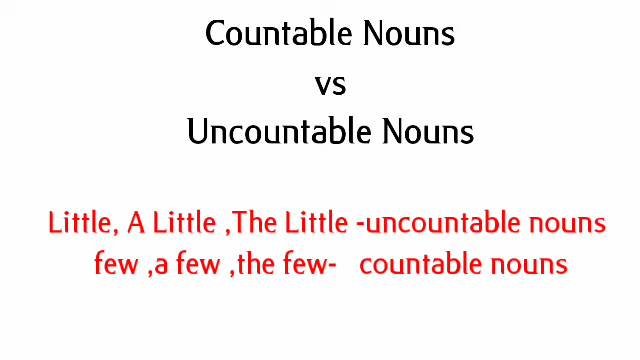 Countable Nouns
vs
Uncountable Nouns
Little, A Little ,The Little -uncountable nouns
few ,a few ,the few-   countable nouns